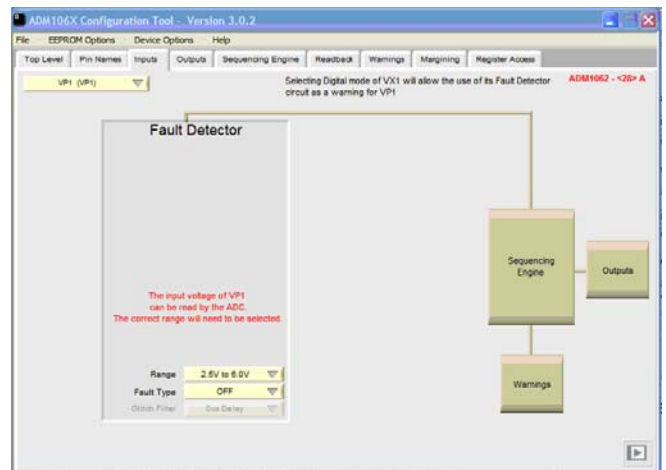 ADM106X Configuration Tool - Version 3.0.2
File EEPROM Options Device Options Help
Top Level Pin Names Inputs Outputs Sequencing Engine Readback Warnings Margining Register Access
VP1 (VP1)
Selecting Digital mode of VX1 will allow the use of its Fault Detector
circuit as a warning for VP1
ADM1062 - <28> A
Fault Detector
The input voltage of VP1
can be read by the ADC.
The correct range will need to be selected.
Range 2.5V to 6.0V
Fault Type OFF
Glitch Filter 0us Delay
Sequencing
Engine
Outputs
Warnings